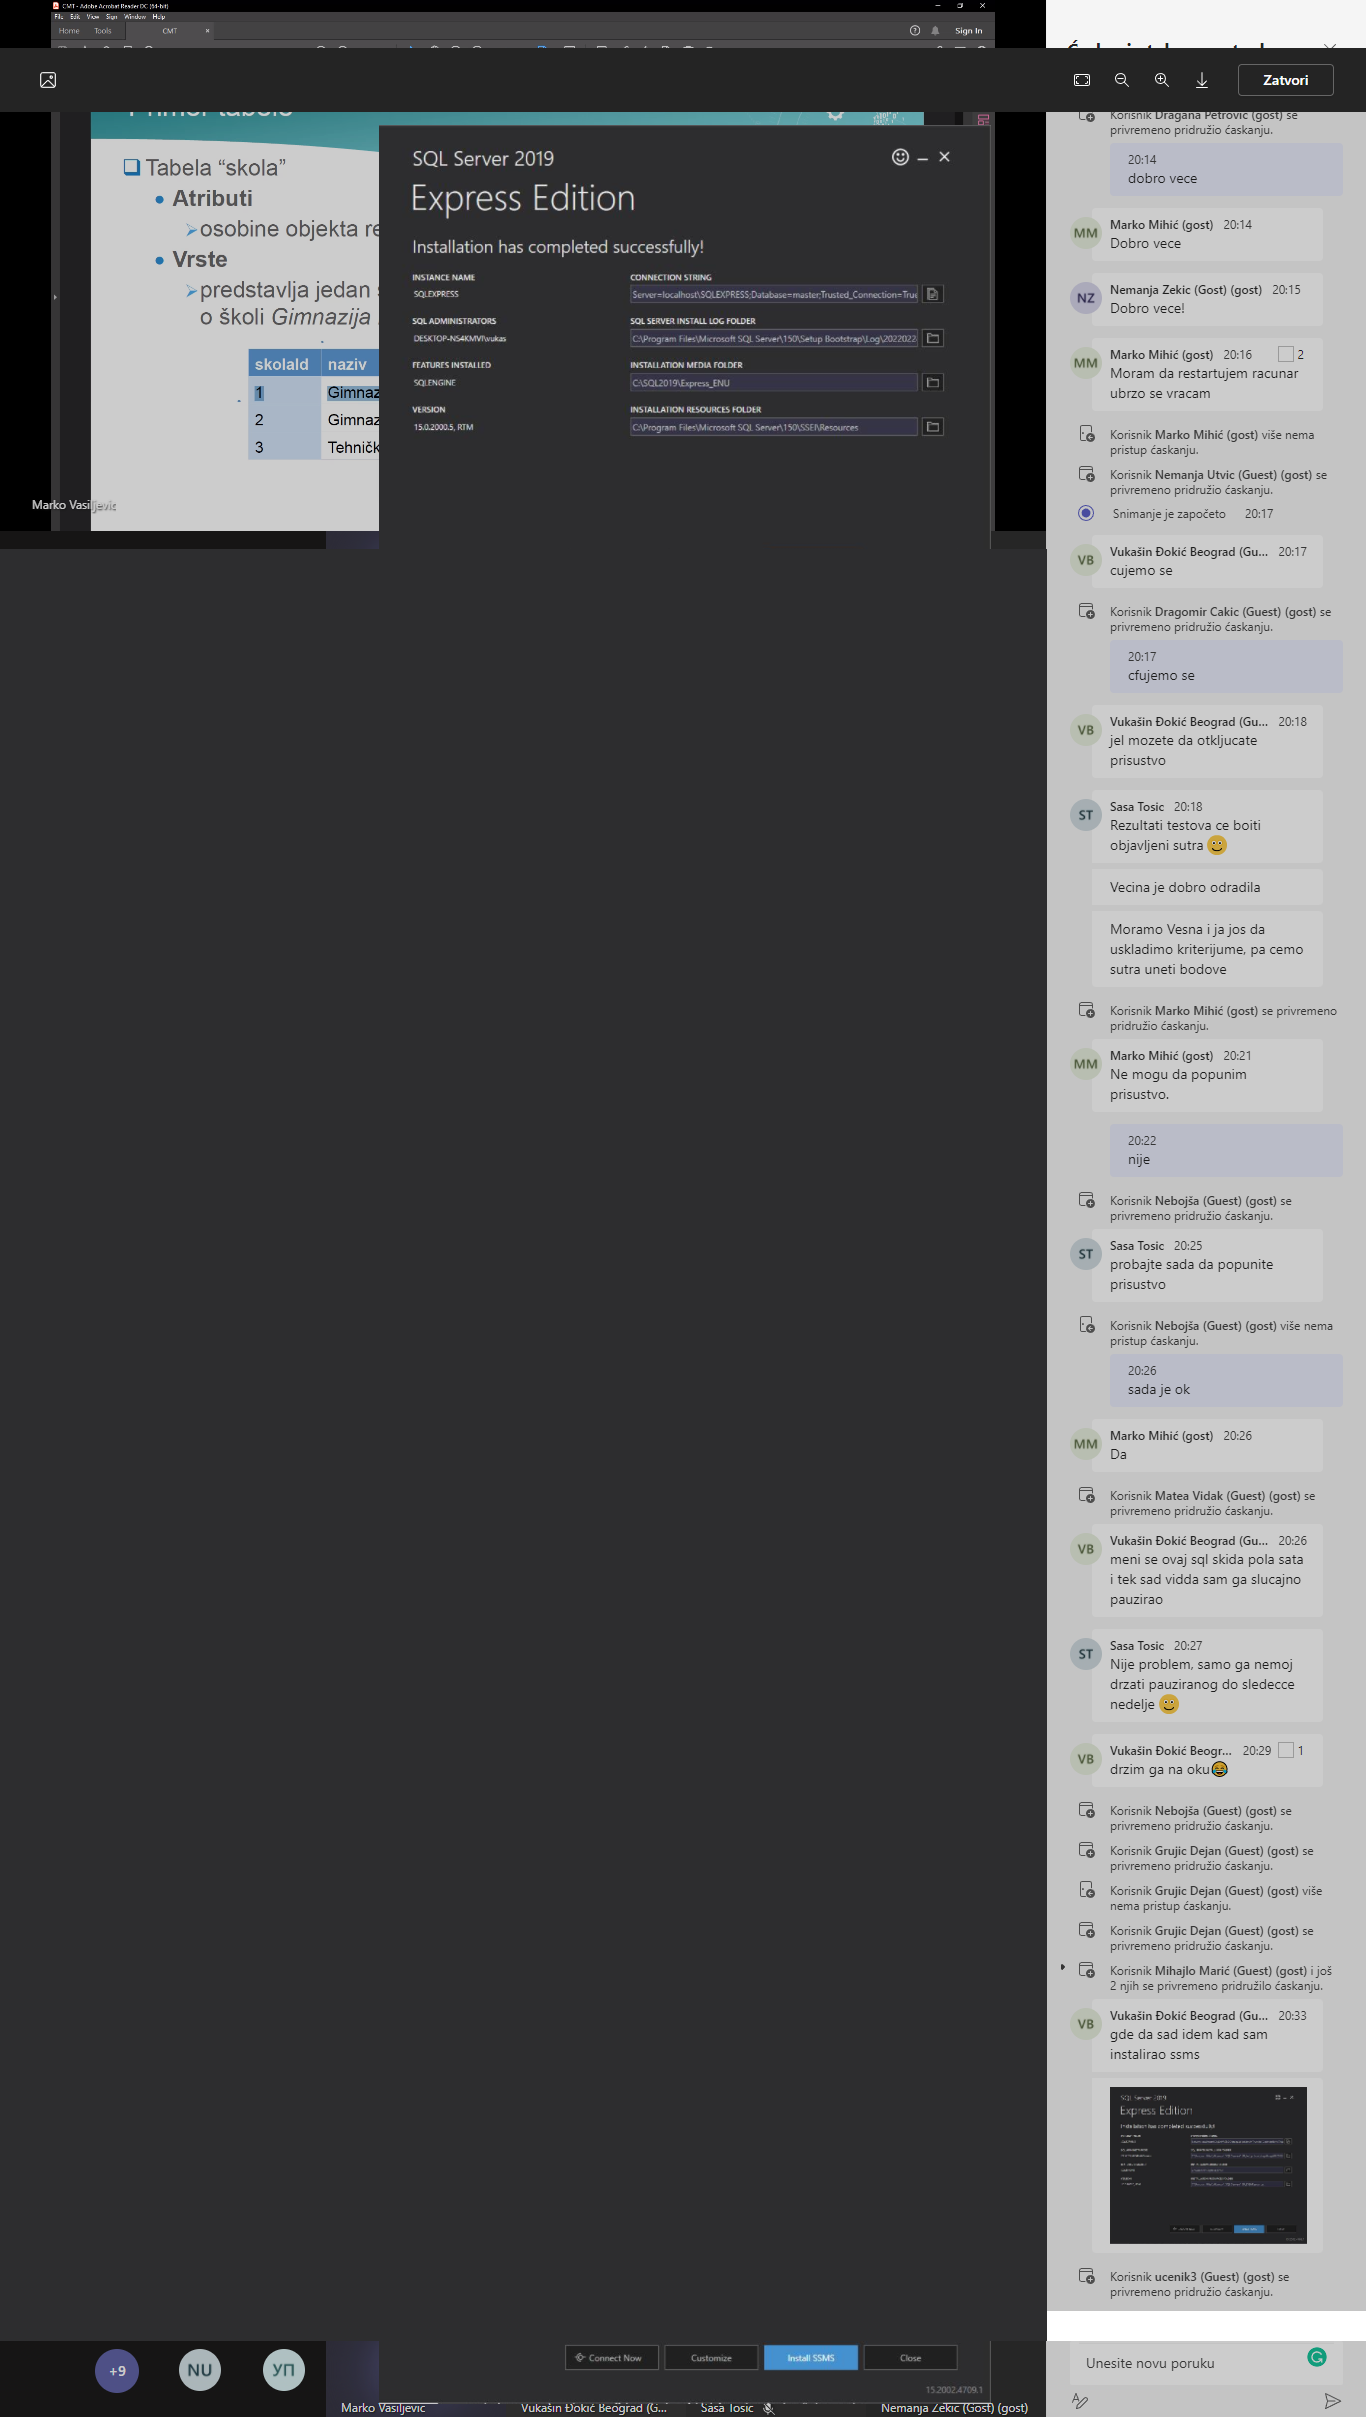 CMT - Adobe Acrobat Reader DC (64-bit)
File Edit View Sign Window Help
Home Tools CMT × Sign In
Zatvori
Tabela “skola”
Atributi
osobine objekta
Vrste
predstavlja jedan
o školi Gimnazija
skolaId naziv
1 Gimnaz
2 Gimnaz
3 Tehničk
Marko Vasiljevic
SQL Server 2019
Express Edition
Installation has completed successfully!
INSTANCE NAME
SQLEXPRESS
CONNECTION STRING
Server=localhost\SQLEXPRESS;Database=master;Trusted_Connection=True
SQL ADMINISTRATORS
DESKTOP-NS4KMVI\vukas
SQL SERVER INSTALL LOG FOLDER
C:\Program Files\Microsoft SQL Server\150\Setup Bootstrap\Log\2022022
FEATURES INSTALLED
SQLENGINE
INSTALLATION MEDIA FOLDER
C:\SQL2019\Express_ENU
VERSION
15.0.2000.5, RTM
INSTALLATION RESOURCES FOLDER
C:\Program Files\Microsoft SQL Server\150\SSEI\Resources
Connect Now Customize Install SSMS Close
15.2002.4709.1
+9 NU УП
Marko Vasiljevic Vukašin Đokić Beograd (G... Sasa Tosic Nemanja Zekic (Gost) (gost)
Korisnik Dragana Petrovic (gost) se
privremeno pridružio ćaskanju.
20:14
dobro vece
MM
Marko Mihić (gost) 20:14
Dobro vece
NZ
Nemanja Zekic (Gost) (gost) 20:15
Dobro vece!
MM
Marko Mihić (gost) 20:16 2
Moram da restartujem racunar
ubrzo se vracam
Korisnik Marko Mihić (gost) više nema
pristup ćaskanju.
Korisnik Nemanja Utvic (Guest) (gost) se
privremeno pridružio ćaskanju.
Snimanje je započeto 20:17
VB
Vukašin Đokić Beograd (Gu... 20:17
cujemo se
Korisnik Dragomir Cakic (Guest) (gost) se
privremeno pridružio ćaskanju.
20:17
cfujemo se
VB
Vukašin Đokić Beograd (Gu... 20:18
jel mozete da otkljucate
prisustvo
ST
Sasa Tosic 20:18
Rezultati testova ce boiti
objavljeni sutra
Vecina je dobro odradila
Moramo Vesna i ja jos da
uskladimo kriterijume, pa cemo
sutra uneti bodove
Korisnik Marko Mihić (gost) se privremeno
pridružio ćaskanju.
MM
Marko Mihić (gost) 20:21
Ne mogu da popunim
prisustvo.
20:22
nije
Korisnik Nebojša (Guest) (gost) se
privremeno pridružio ćaskanju.
ST
Sasa Tosic 20:25
probajte sada da popunite
prisustvo
Korisnik Nebojša (Guest) (gost) više nema
pristup ćaskanju.
20:26
sada je ok
MM
Marko Mihić (gost) 20:26
Da
Korisnik Matea Vidak (Guest) (gost) se
privremeno pridružio ćaskanju.
VB
Vukašin Đokić Beograd (Gu... 20:26
meni se ovaj sql skida pola sata
i tek sad vidda sam ga slucajno
pauzirao
ST
Sasa Tosic 20:27
Nije problem, samo ga nemoj
drzati pauziranog do sledecce
nedelje
VB
Vukašin Đokić Beogr... 20:29 1
drzim ga na oku
Korisnik Nebojša (Guest) (gost) se
privremeno pridružio ćaskanju.
Korisnik Grujic Dejan (Guest) (gost) se
privremeno pridružio ćaskanju.
Korisnik Grujic Dejan (Guest) (gost) više
nema pristup ćaskanju.
Korisnik Grujic Dejan (Guest) (gost) se
privremeno pridružio ćaskanju.
Korisnik Mihajlo Marić (Guest) (gost) i još
2 njih se privremeno pridružilo ćaskanju.
VB
Vukašin Đokić Beograd (Gu... 20:33
gde da sad idem kad sam
instalirao ssms
SQL Server 2019
Express Edition
Installation has completed successfully!
Korisnik ucenik3 (Guest) (gost) se
privremeno pridružio ćaskanju.
Unesite novu poruku